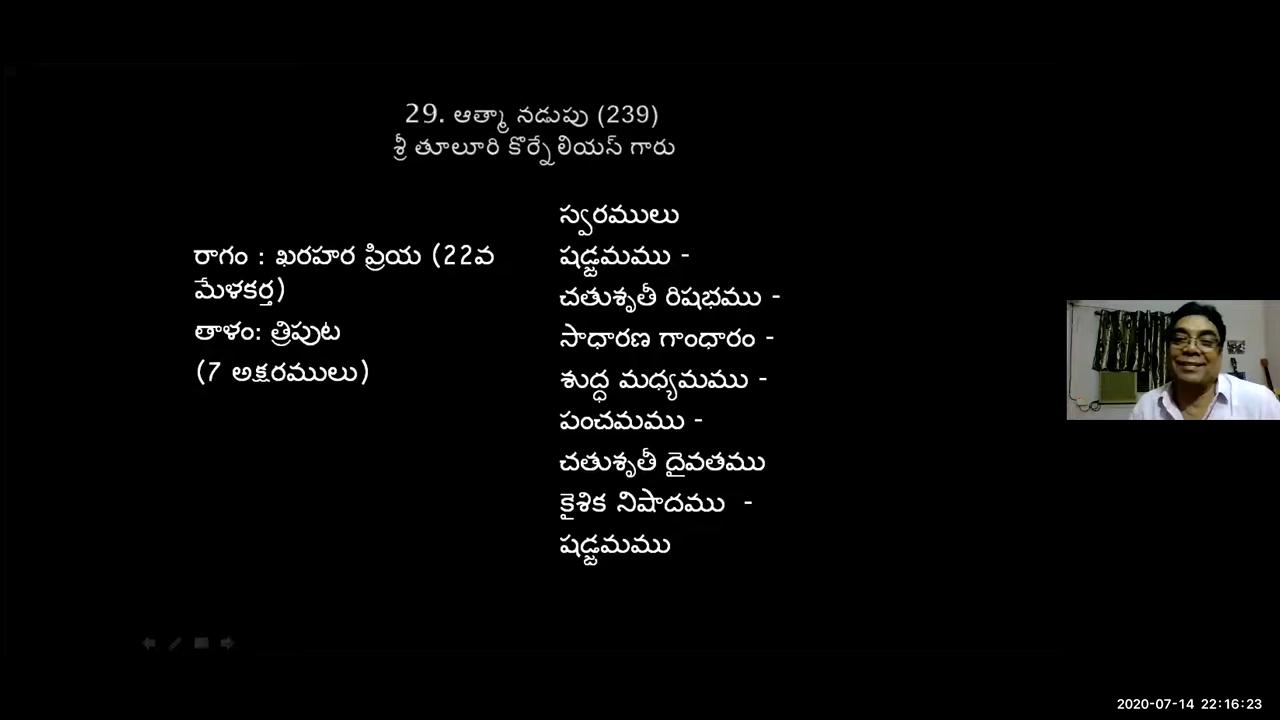 29. ఆత్మా నడుపు (239)
శ్రీ తూలూరి కొర్నేలియస్ గారు
రాగం : ఖరహర ప్రియ (22వ
మేళకర్త)
తాళం: త్రిపుట
(7 అక్షరములు)
స్వరములు
షడ్జమము -
చతుశృతీ రిషభము -
సాధారణ గాంధారం -
శుద్ధ మధ్యమము -
పంచమము -
చతుశృతీ దైవతము
కైశిక నిషాదము -
షడ్జమము
2020-07-14 22:16:23